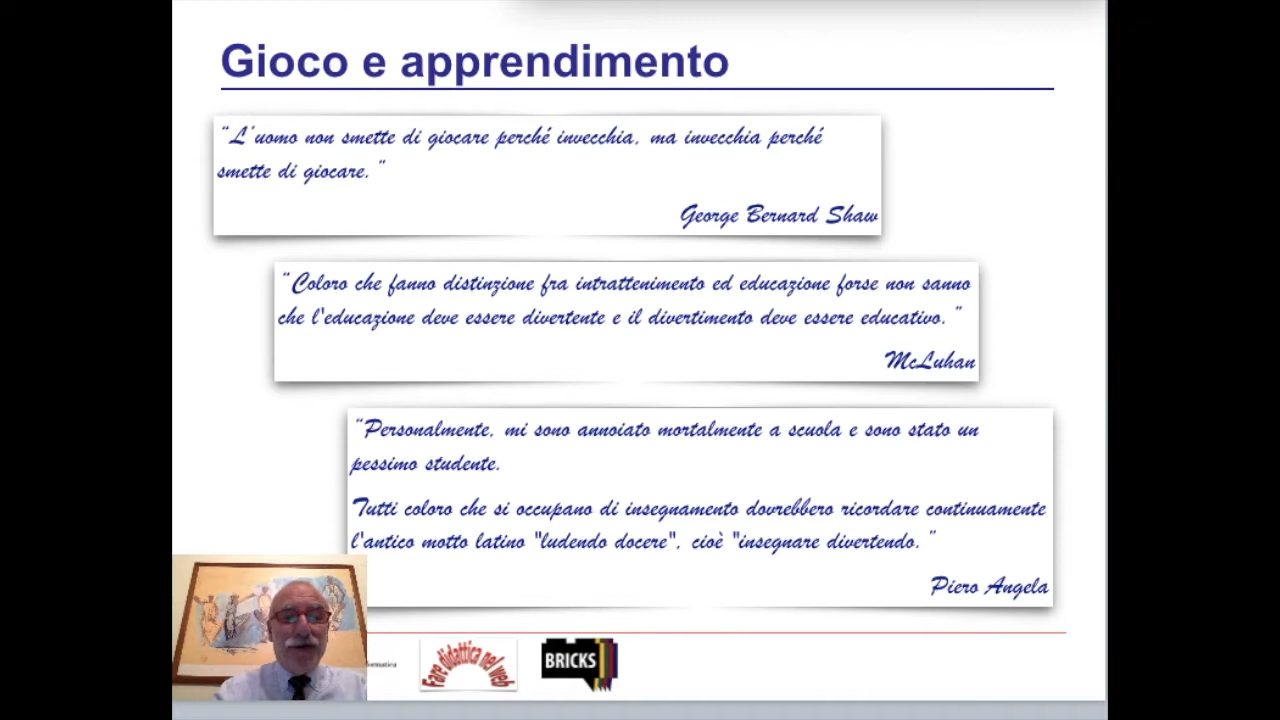 Gioco e apprendimento
“L’uomo non smette di giocare perché invecchia, ma invecchia perché
smette di giocare.”
George Bernard Shaw
“Coloro che fanno distinzione fra intrattenimento ed educazione forse non sanno
che l'educazione deve essere divertente e il divertimento deve essere educativo.”
McLuhan
“Personalmente, mi sono annoiato mortalmente a scuola e sono stato un
pessimo studente.
Tutti coloro che si occupano di insegnamento dovrebbero ricordare continuamente
l'antico motto latino "ludendo docere", cioè "insegnare divertendo.”
Piero Angela
Fare didattica nel web
BRICKS